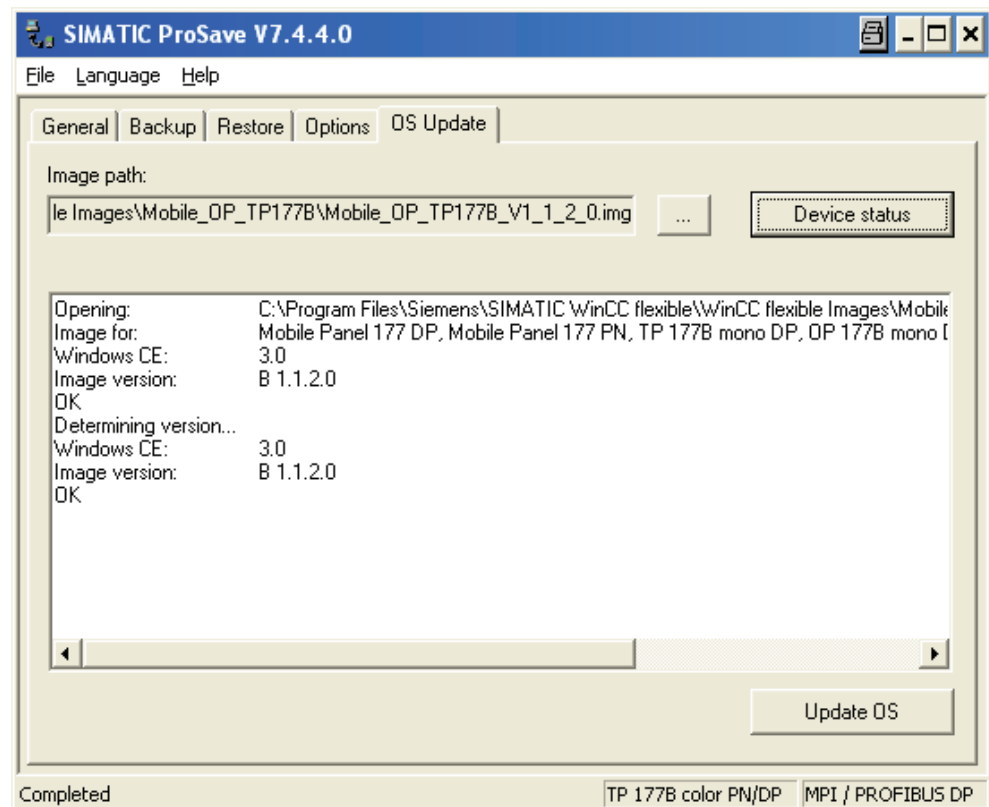 SIMATIC ProSave V7.4.4.0
File Language Help
General Backup Restore Options OS Update
Image path:
le Images\Mobile_OP_TP177B\Mobile_OP_TP177B_V1_1_2_0.img ... Device status
Opening: C:\Program Files\Siemens\SIMATIC WinCC flexible\WinCC flexible Images\Mobile
Image for: Mobile Panel 177 DP, Mobile Panel 177 PN, TP 177B mono DP, OP 177B mono
Windows CE: 3.0
Image version: B 1.1.2.0
OK
Determining version...
Windows CE: 3.0
Image version: B 1.1.2.0
OK
Update OS
Completed TP 177B color PN/DP MPI / PROFIBUS DP